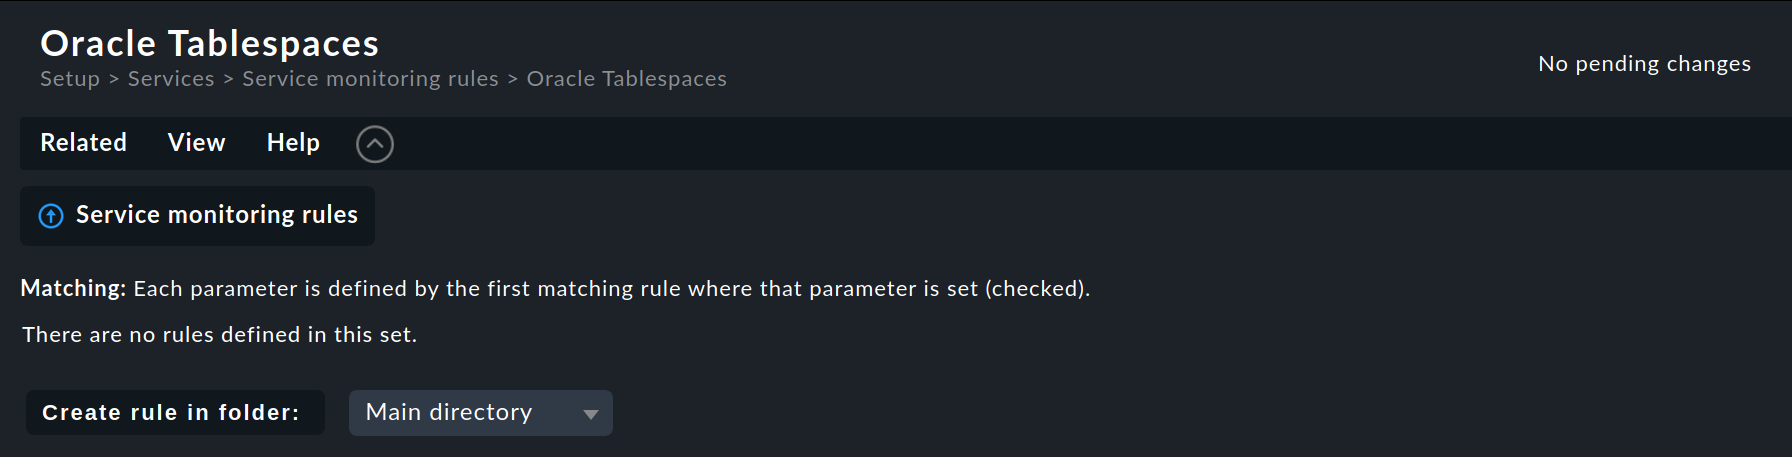 Oracle Tablespaces
Setup > Services > Service monitoring rules > Oracle Tablespaces
No pending changes
Related View Help
Service monitoring rules
Matching: Each parameter is defined by the first matching rule where that parameter is set (checked).
There are no rules defined in this set.
Create rule in folder: Main directory